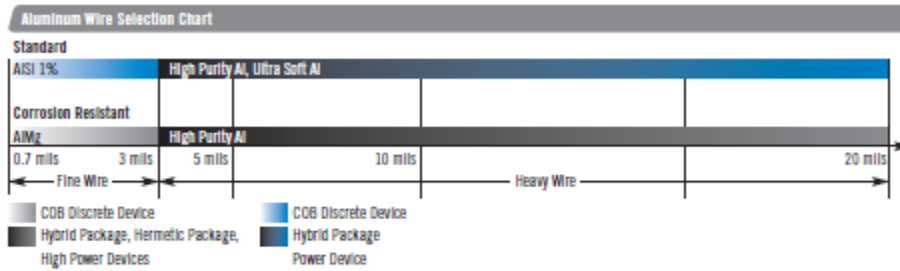 Aluminum Wire Selection Chart
Standard
AlSi 1%
High Purity Al, Ultra Soft Al
Corrosion Resistant
AlMg
High Purity Al
0.7 mils 3 mils 5 mils 10 mils 20 mils
Fine Wire Heavy Wire
COB Discrete Device COB Discrete Device
Hybrid Package, Hermetic Package, Hybrid Package
High Power Devices Power Device